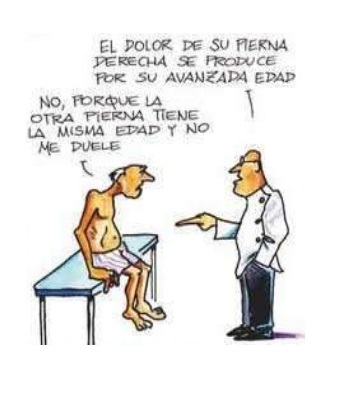 EL DOLOR DE SU PIERNA
DERECHA SE PRODUCE
POR SU AVANZADA EDAD
NO, PORQUE LA
OTRA PIERNA TIENE
LA MISMA EDAD Y NO
ME DUELE